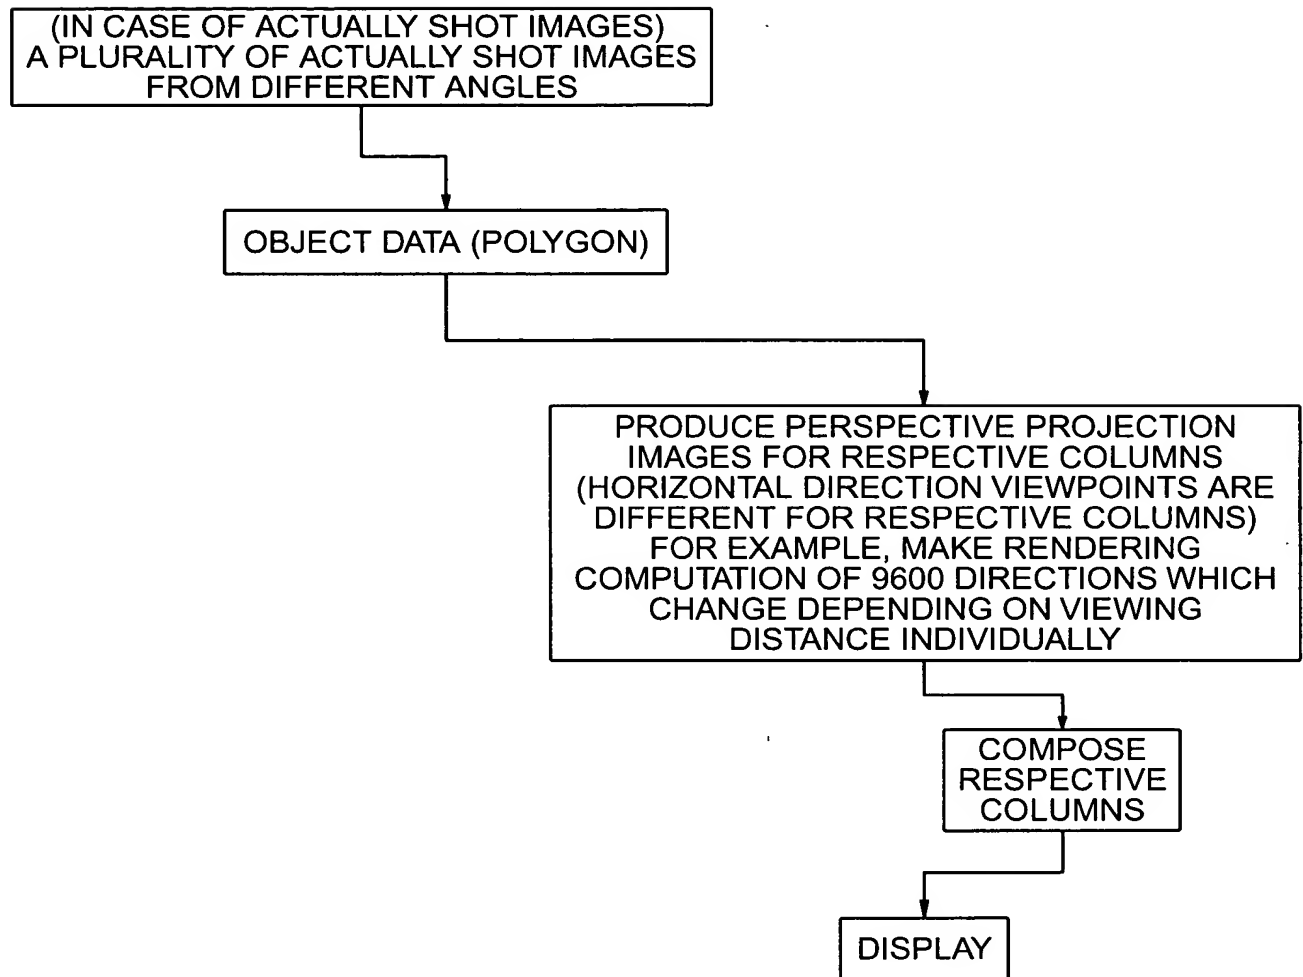 (IN CASE OF ACTUALLY SHOT IMAGES)
A PLURALITY OF ACTUALLY SHOT IMAGES
FROM DIFFERENT ANGLES
OBJECT DATA (POLYGON)
PRODUCE PERSPECTIVE PROJECTION
IMAGES FOR RESPECTIVE COLUMNS
(HORIZONTAL DIRECTION VIEWPOINTS ARE
DIFFERENT FOR RESPECTIVE COLUMNS)
FOR EXAMPLE, MAKE RENDERING
COMPUTATION OF 9600 DIRECTIONS WHICH
CHANGE DEPENDING ON VIEWING
DISTANCE INDIVIDUALLY
COMPOSE
RESPECTIVE
COLUMNS
DISPLAY